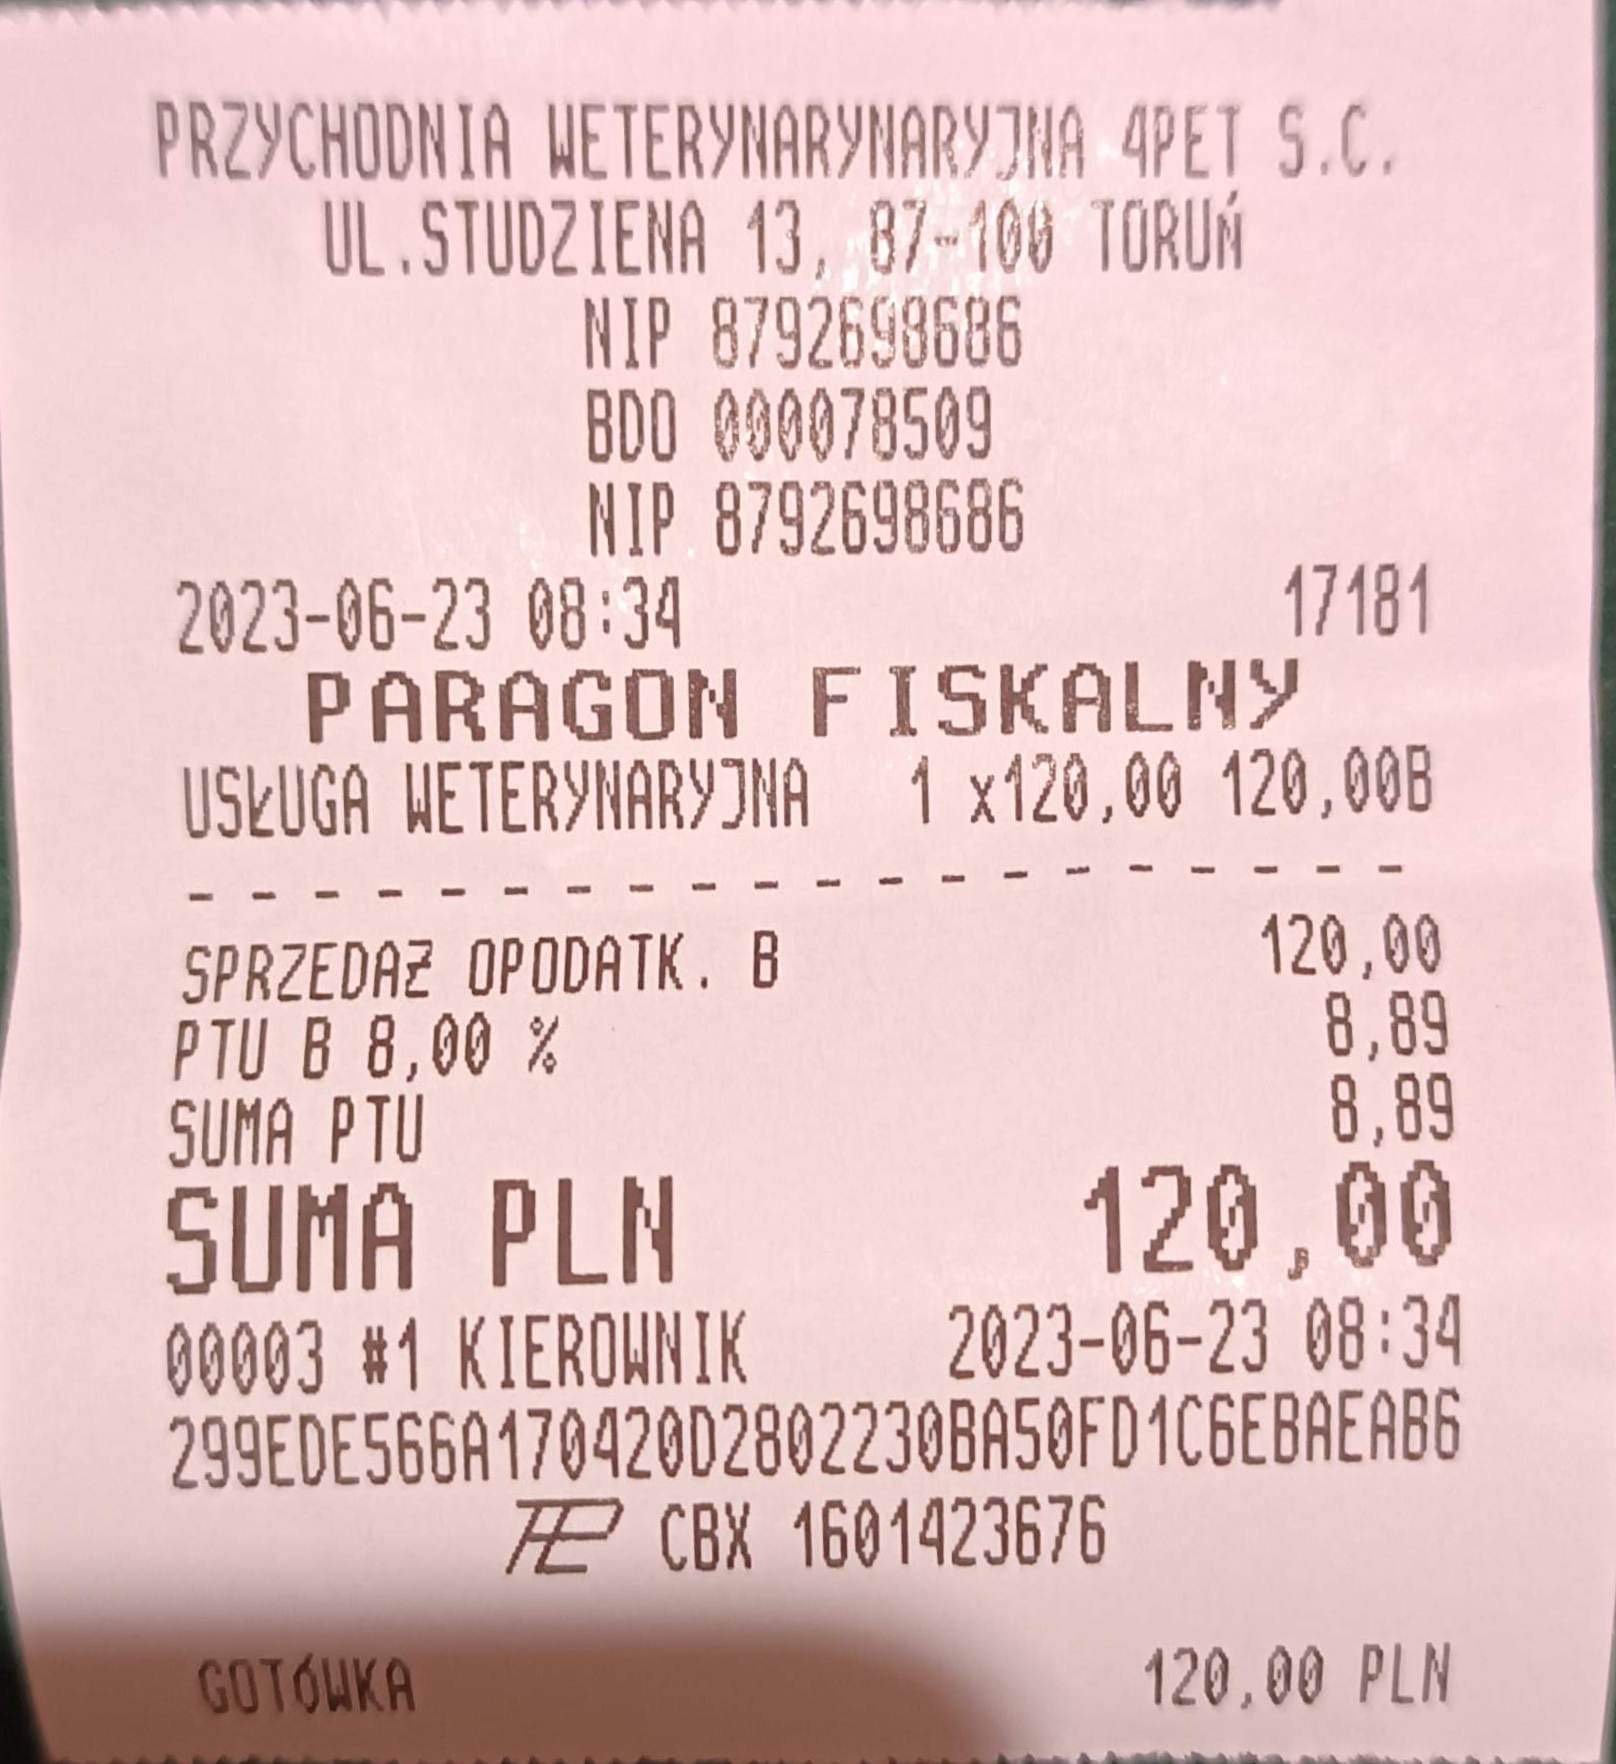 PRZYCHODNIA WETERYNARYNARYJNA 4PET S.C.
UL.STUDZIENA 13, 87-100 TORUŃ
NIP 8792698686
BDO 000078509
NIP 8792698686
2023-06-23 08:34 17181
PARAGON FISKALNY
USŁUGA WETERYNARYJNA 1 x120,00 120,00B
- - - - - - - - - - - - - - - - - - - -
SPRZEDAŻ OPODATK. B 120,00
PTU B 8,00 % 8,89
SUMA PTU 8,89
SUMA PLN 120,00
00003 #1 KIEROWNIK 2023-06-23 08:34
299EDE566A170420D2802230BA50FD1C6EBAEAB6
PL CBX 1601423676
GOTÓWKA 120,00 PLN